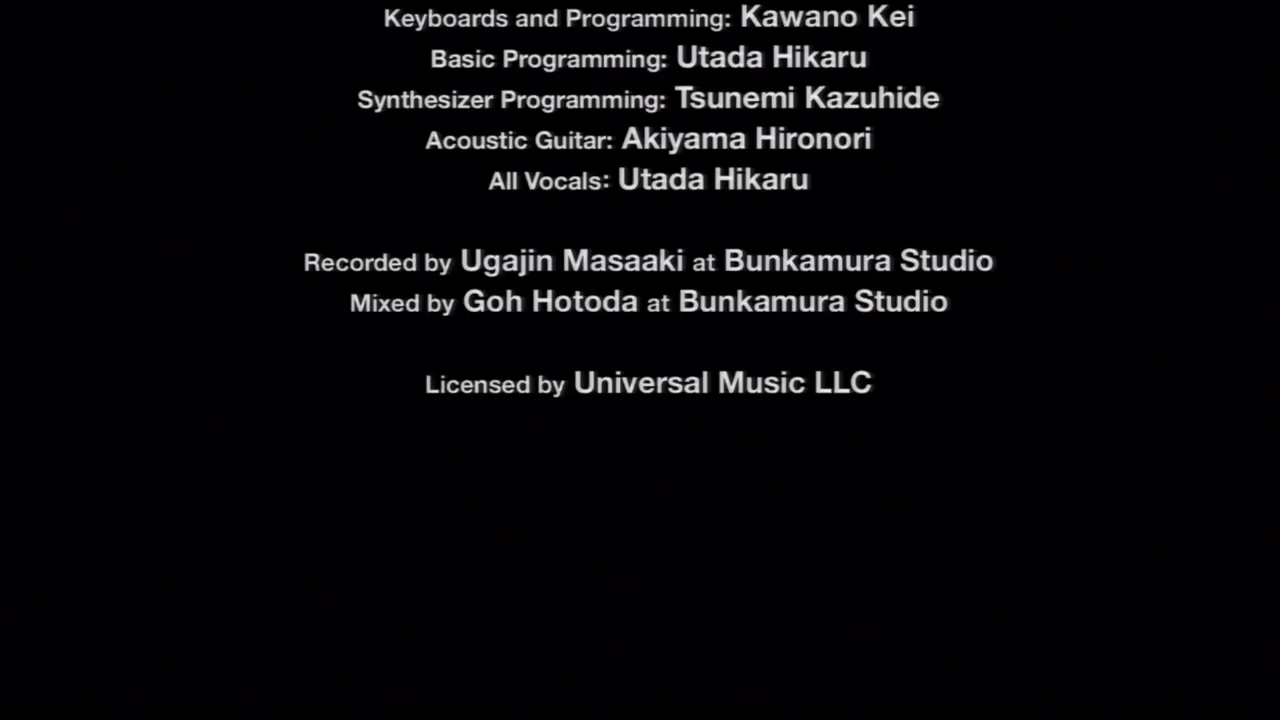 Keyboards and Programming: Kawano Kei
Basic Programming: Utada Hikaru
Synthesizer Programming: Tsunemi Kazuhide
Acoustic Guitar: Akiyama Hironori
All Vocals: Utada Hikaru
Recorded by Ugajin Masaaki at Bunkamura Studio
Mixed by Goh Hotoda at Bunkamura Studio
Licensed by Universal Music LLC